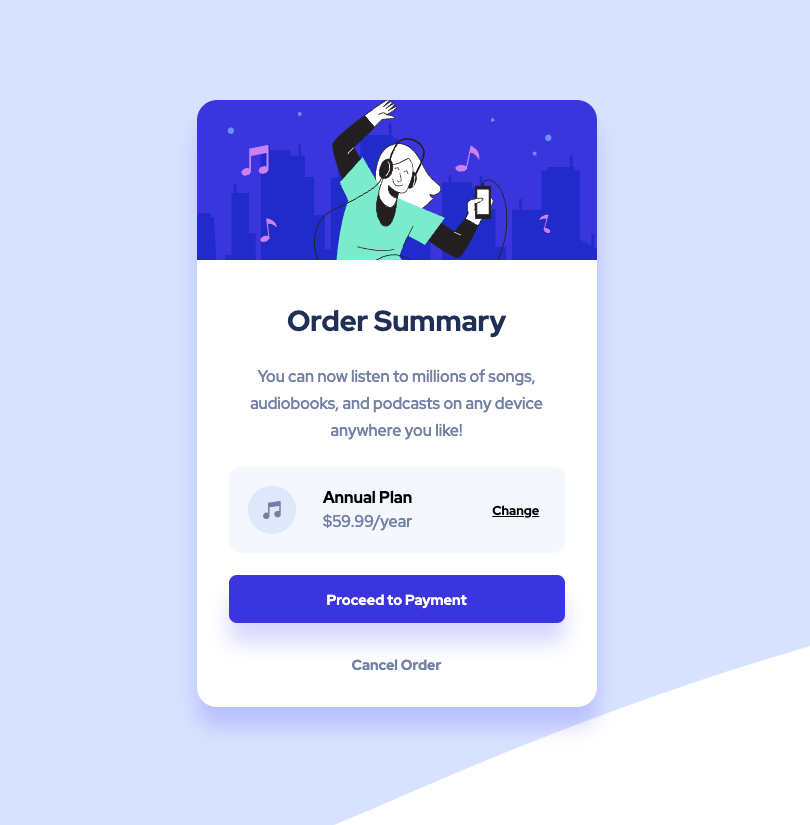 Order Summary
You can now listen to millions of songs,
audiobooks, and podcasts on any device
anywhere you like!
Annual Plan
$59.99/year
Change
Proceed to Payment
Cancel Order